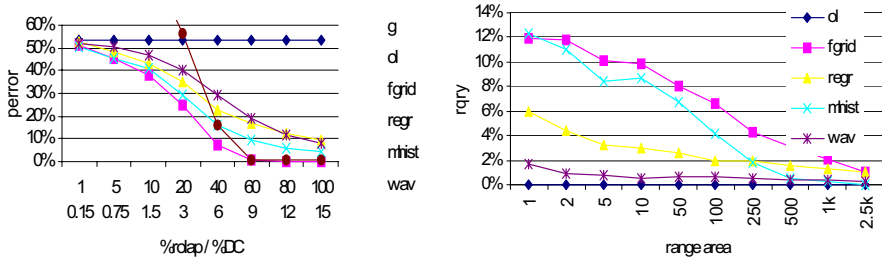 60%
50%
40%
30%
20%
10%
0%
perror
1 5 10 20 40 60 80 100
0.15 0.75 1.5 3 6 9 12 15
%rolap / %DC
g
ol
fgrid
regr
mhist
wav
14%
12%
10%
8%
6%
4%
2%
0%
rqry
1 2 5 10 50 100 250 500 1k 2.5k
range area
ol
fgrid
regr
mhist
wav